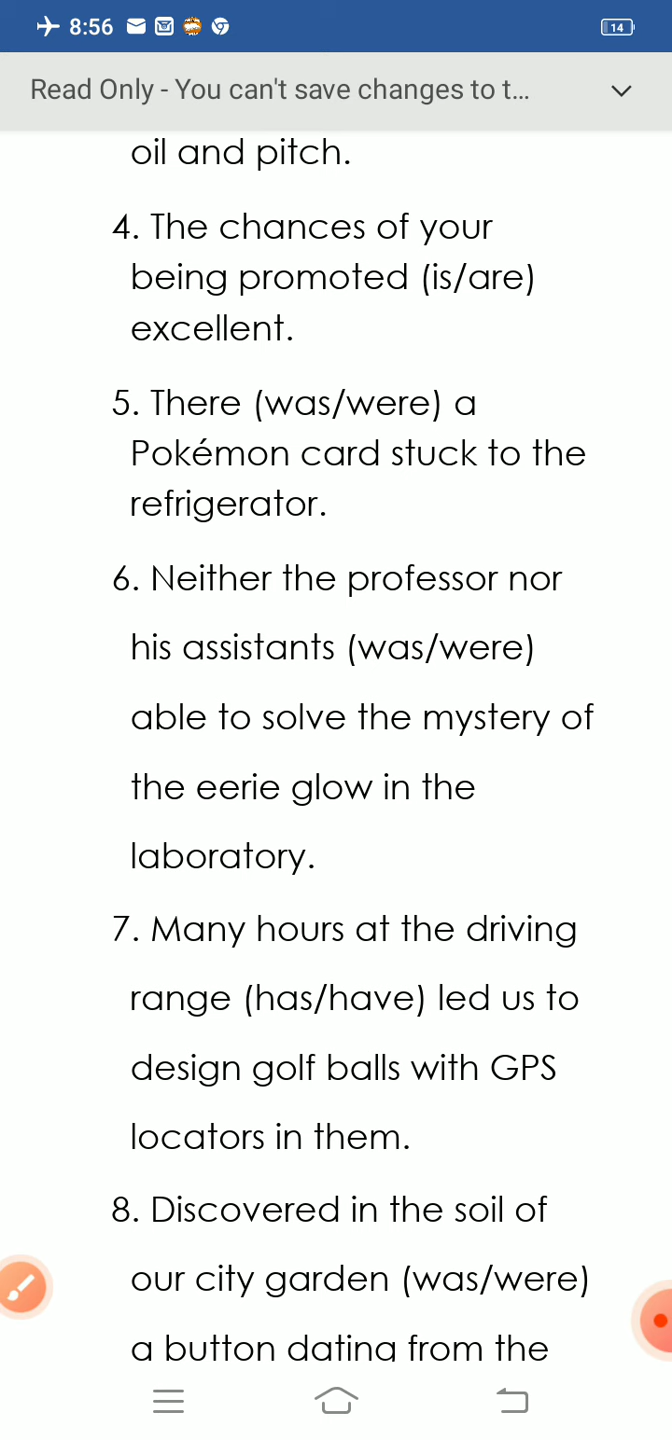 8:56
14
Read Only - You can't save changes to t...
oil and pitch.
4. The chances of your
being promoted (is/are)
excellent.
5. There (was/were) a
Pokémon card stuck to the
refrigerator.
6. Neither the professor nor
his assistants (was/were)
able to solve the mystery of
the eerie glow in the
laboratory.
7. Many hours at the driving
range (has/have) led us to
design golf balls with GPS
locators in them.
8. Discovered in the soil of
our city garden (was/were)
a button dating from the